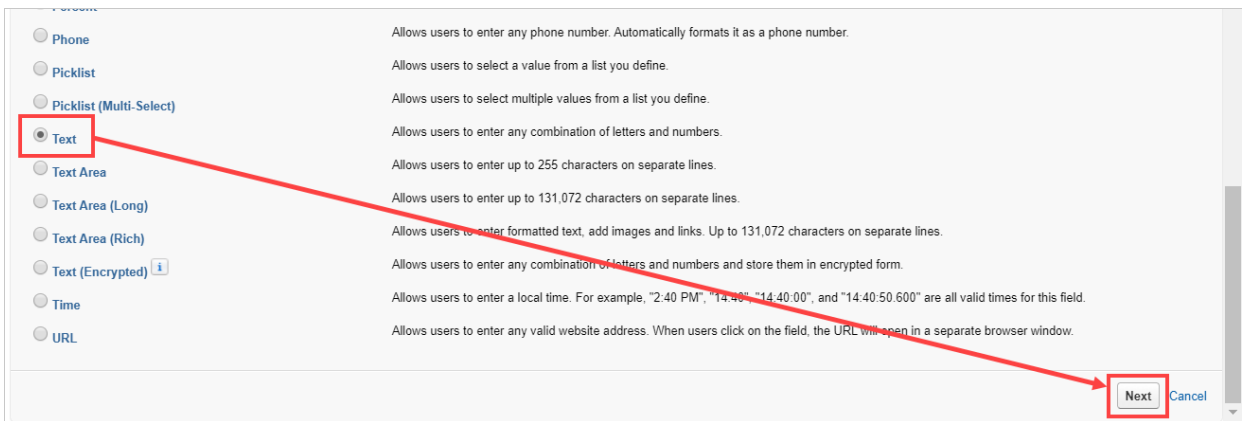 Percent
Phone Allows users to enter any phone number. Automatically formats it as a phone number.
Picklist Allows users to select a value from a list you define.
Picklist (Multi-Select) Allows users to select multiple values from a list you define.
Text Allows users to enter any combination of letters and numbers.
Text Area Allows users to enter up to 255 characters on separate lines.
Text Area (Long) Allows users to enter up to 131,072 characters on separate lines.
Text Area (Rich) Allows users to enter formatted text, add images and links. Up to 131,072 characters on separate lines.
Text (Encrypted) i Allows users to enter any combination of letters and numbers and store them in encrypted form.
Time Allows users to enter a local time. For example, "2:40 PM", "14:40", "14:40:00", and "14:40:50.600" are all valid times for this field.
URL Allows users to enter any valid website address. When users click on the field, the URL will open in a separate browser window.
Next Cancel